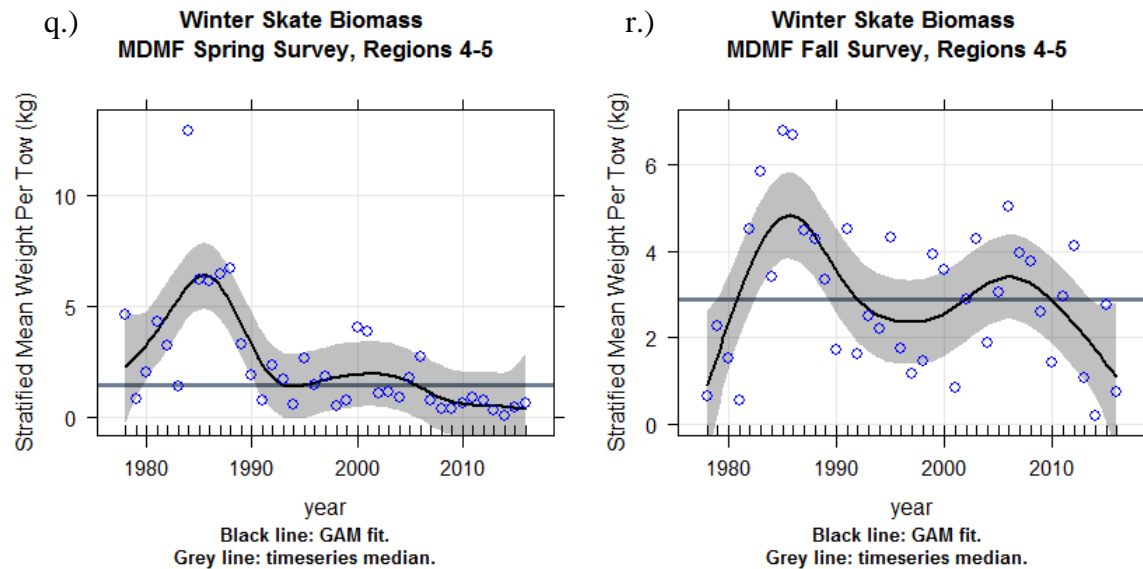 q.)
Winter Skate Biomass
MDMF Spring Survey, Regions 4-5
Stratified Mean Weight Per Tow (kg)
10
5
0
1980 1990 2000 2010
year
Black line: GAM fit.
Grey line: timeseries median.
r.)
Winter Skate Biomass
MDMF Fall Survey, Regions 4-5
Stratified Mean Weight Per Tow (kg)
6
4
2
0
1980 1990 2000 2010
year
Black line: GAM fit.
Grey line: timeseries median.